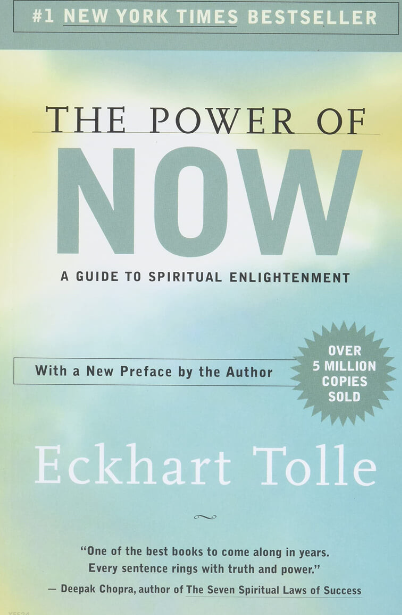 #1 NEW YORK TIMES BESTSELLER
THE POWER OF
NOW
A GUIDE TO SPIRITUAL ENLIGHTENMENT
With a New Preface by the Author
OVER
5 MILLION
COPIES
SOLD
Eckhart Tolle
“One of the best books to come along in years.
Every sentence rings with truth and power.”
— Deepak Chopra, author of The Seven Spiritual Laws of Success